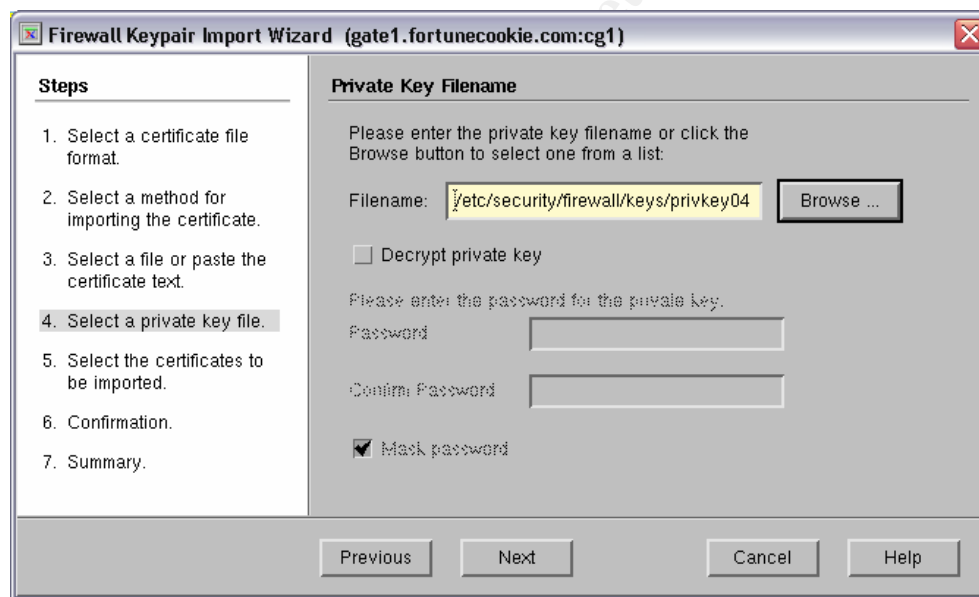 Firewall Keypair Import Wizard (gate1.fortunecookie.com:cg1)
Steps
1. Select a certificate file
format.
2. Select a method for
importing the certificate.
3. Select a file or paste the
certificate text.
4. Select a private key file.
5. Select the certificates to
be imported.
6. Confirmation.
7. Summary.
Private Key Filename
Please enter the private key filename or click the
Browse button to select one from a list:
Filename: /etc/security/firewall/keys/privkey04 Browse ...
Decrypt private key
Please enter the password for the private key.
Password
Confirm Password
Mask password
Previous Next Cancel Help